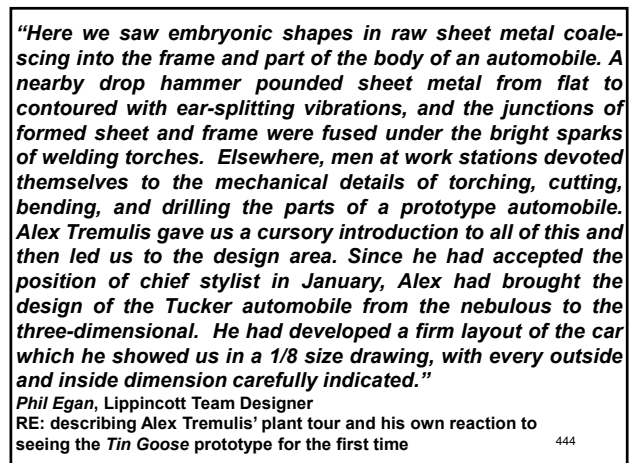 “Here we saw embryonic shapes in raw sheet metal coale-
scing into the frame and part of the body of an automobile. A
nearby drop hammer pounded sheet metal from flat to
contoured with ear-splitting vibrations, and the junctions of
formed sheet and frame were fused under the bright sparks
of welding torches.  Elsewhere, men at work stations devoted
themselves to the mechanical details of torching, cutting,
bending, and drilling the parts of a prototype automobile.
Alex Tremulis gave us a cursory introduction to all of this and
then led us to the design area. Since he had accepted the
position of chief stylist in January, Alex had brought the
design of the Tucker automobile from the nebulous to the
three-dimensional.  He had developed a firm layout of the car
which he showed us in a 1/8 size drawing, with every outside
and inside dimension carefully indicated.”
Phil Egan, Lippincott Team Designer
RE: describing Alex Tremulis’ plant tour and his own reaction to
seeing the Tin Goose prototype for the first time 444